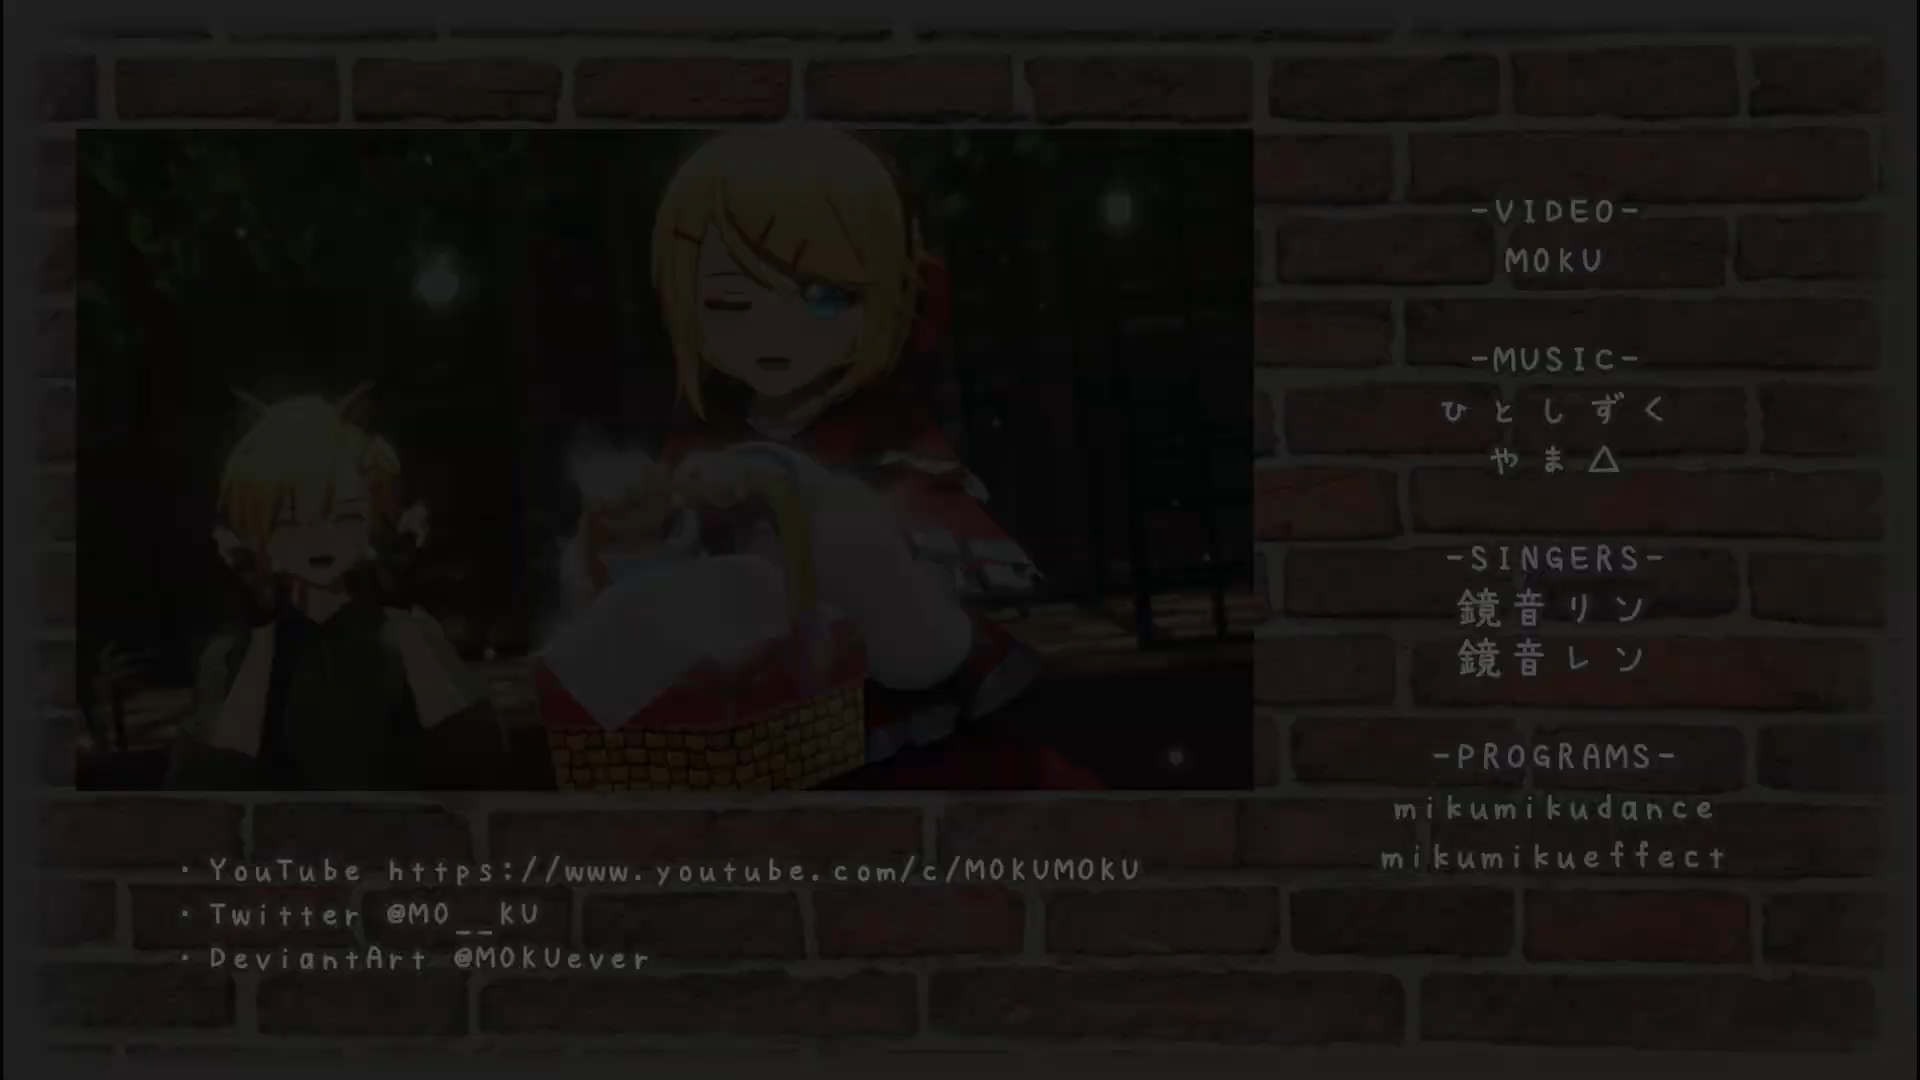 -VIDEO-
MOKU
-MUSIC-
ひとしずく
やま△
-SINGERS-
鏡音リン
鏡音レン
-PROGRAMS-
mikumikudance
mikumikueffect
・YouTube https://www.youtube.com/c/MOKUMOKU
・Twitter @MO__KU
・DeviantArt @MOKUever